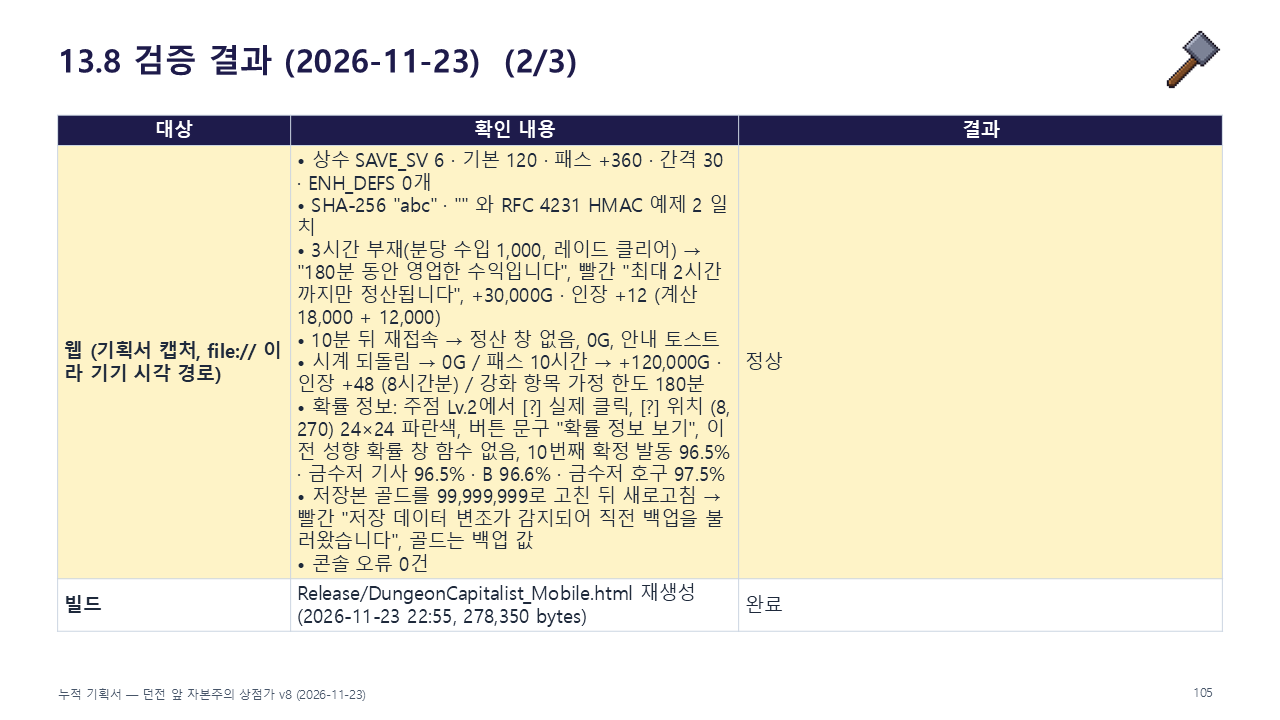 13.8 검증 결과 (2026-11-23)  (2/3)
대상
확인 내용
결과
웹 (기획서 캡처, file:// 이
라 기기 시각 경로)
• 상수 SAVE_SV 6 · 기본 120 · 패스 +360 · 간격 30
· ENH_DEFS 0개
• SHA-256 "abc" · "" 와 RFC 4231 HMAC 예제 2 일
치
• 3시간 부재(분당 수입 1,000, 레이드 클리어) →
"180분 동안 영업한 수익입니다", 빨간 "최대 2시간
까지만 정산됩니다", +30,000G · 인장 +12 (계산
18,000 + 12,000)
• 10분 뒤 재접속 → 정산 창 없음, 0G, 안내 토스트
• 시계 되돌림 → 0G / 패스 10시간 → +120,000G ·
인장 +48 (8시간분) / 강화 항목 가정 한도 180분
• 확률 정보: 주점 Lv.2에서 [?] 실제 클릭, [?] 위치 (8,
270) 24×24 파란색, 버튼 문구 "확률 정보 보기", 이
전 성향 확률 창 함수 없음, 10번째 확정 발동 96.5%
· 금수저 기사 96.5% · B 96.6% · 금수저 호구 97.5%
• 저장본 골드를 99,999,999로 고친 뒤 새로고침 →
빨간 "저장 데이터 변조가 감지되어 직전 백업을 불
러왔습니다", 골드는 백업 값
• 콘솔 오류 0건
정상
빌드
Release/DungeonCapitalist_Mobile.html 재생성
(2026-11-23 22:55, 278,350 bytes)
완료
누적 기획서 — 던전 앞 자본주의 상점가 v8 (2026-11-23)
105